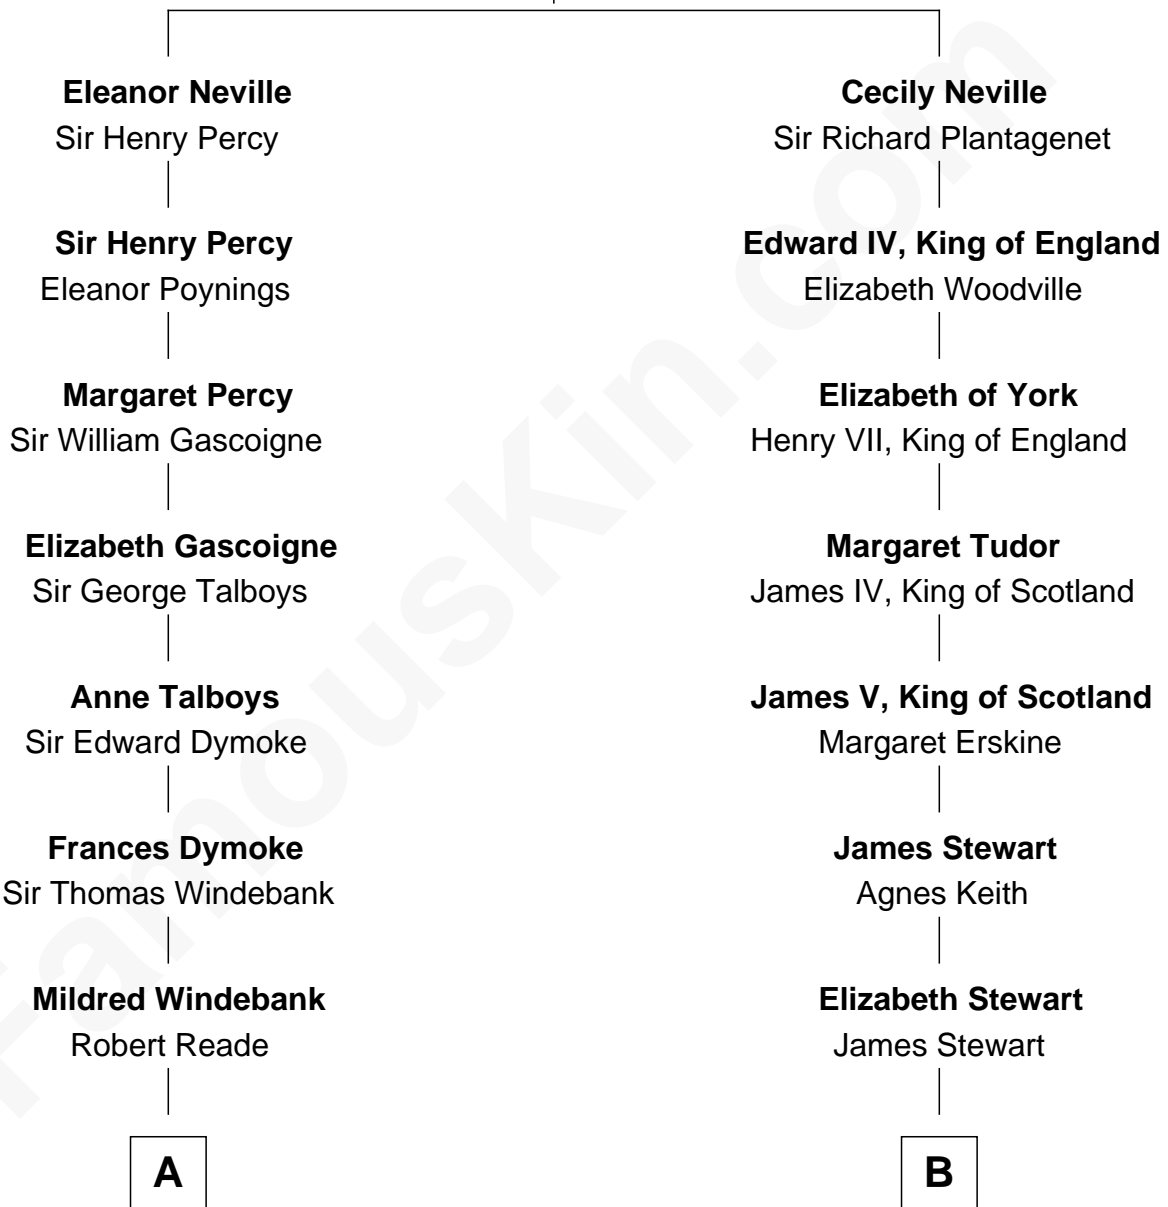 Eleanor Neville
Sir Henry Percy
Sir Henry Percy
Eleanor Poynings
Margaret Percy
Sir William Gascoigne
Elizabeth Gascoigne
Sir George Talboys
Anne Talboys
Sir Edward Dymoke
Frances Dymoke
Sir Thomas Windebank
Mildred Windebank
Robert Reade
A
Cecily Neville
Sir Richard Plantagenet
Edward IV, King of England
Elizabeth Woodville
Elizabeth of York
Henry VII, King of England
Margaret Tudor
James IV, King of Scotland
James V, King of Scotland
Margaret Erskine
James Stewart
Agnes Keith
Elizabeth Stewart
James Stewart
B
FamousKin.com